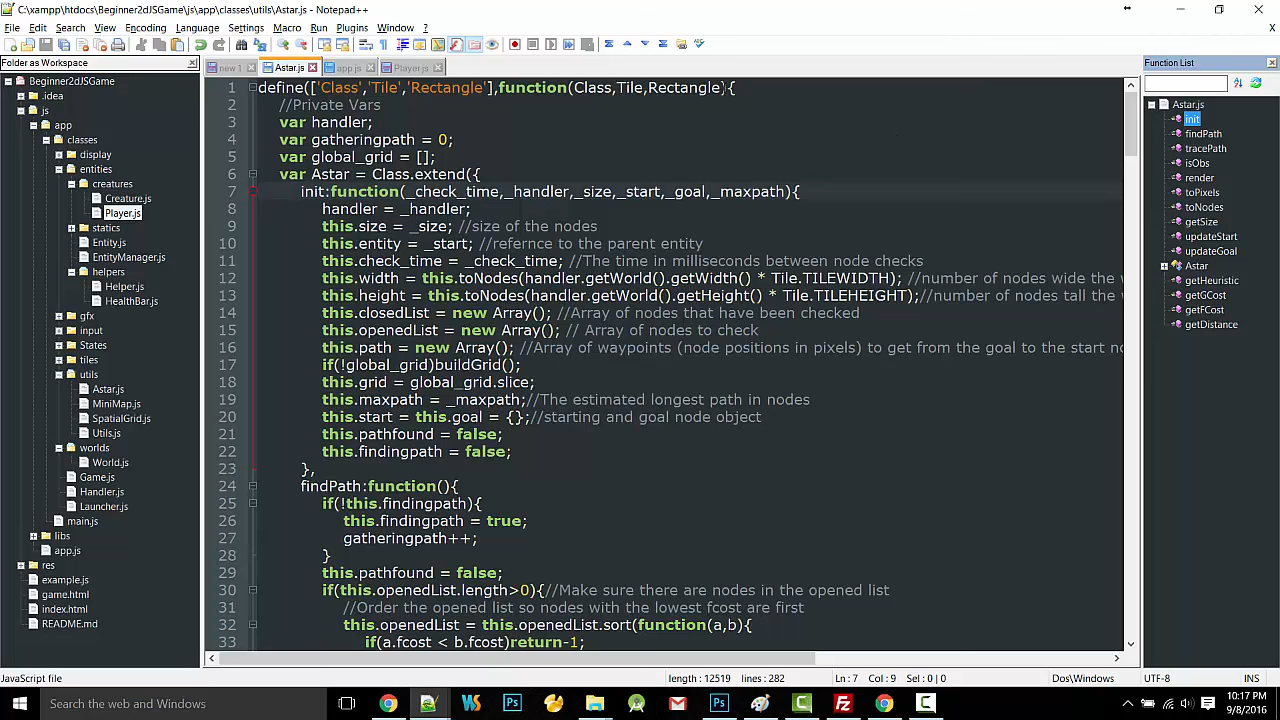 C:\xampp\htdocs\Beginner2dJSGame\js\app\classes\utils\Astar.js - Notepad++
File Edit Search View Encoding Language Settings Macro Run Plugins Window ?
X
Folder as Workspace
Beginner2dJSGame
idea
js
app
classes
display
entities
creatures
Creature.js
Player.js
statics
Entity.js
EntityManager.js
helpers
Helper.js
HealthBar.js
gfx
input
States
tiles
utils
Astar.js
MiniMap.js
SpatialGrid.js
Utils.js
worlds
World.js
Game.js
Handler.js
Launcher.js
main.js
libs
app.js
res
example.js
game.html
index.html
README.md
new 1 Astar.js app.js Player.js
1 define(['Class','Tile','Rectangle'],function(Class,Tile,Rectangle){
2 //Private Vars
3 var handler;
4 var gatheringpath = 0;
5 var global_grid = [];
6 var Astar = Class.extend({
7 init:function(_check_time,_handler,_size,_start,_goal,_maxpath){
8 handler = _handler;
9 this.size = _size; //size of the nodes
10 this.entity = _start; //refernce to the parent entity
11 this.check_time = _check_time; //The time in milliseconds between node checks
12 this.width = this.toNodes(handler.getWorld().getWidth() * Tile.TILEWIDTH); //number of nodes wide the w
13 this.height = this.toNodes(handler.getWorld().getHeight() * Tile.TILEHEIGHT);//number of nodes tall the w
14 this.closedList = new Array(); //Array of nodes that have been checked
15 this.openedList = new Array(); // Array of nodes to check
16 this.path = new Array(); //Array of waypoints (node positions in pixels) to get from the goal to the start no
17 if(!global_grid)buildGrid();
18 this.grid = global_grid.slice;
19 this.maxpath = _maxpath;//The estimated longest path in nodes
20 this.start = this.goal = {};//starting and goal node object
21 this.pathfound = false;
22 this.findingpath = false;
23 },
24 findPath:function(){
25 if(!this.findingpath){
26 this.findingpath = true;
27 gatheringpath++;
28 }
29 this.pathfound = false;
30 if(this.openedList.length>0){//Make sure there are nodes in the opened list
31 //Order the opened list so nodes with the lowest fcost are first
32 this.openedList = this.openedList.sort(function(a,b){
33 if(a.fcost < b.fcost)return-1;
Function List
Astar.js
init
findPath
tracePath
isObs
render
toPixels
toNodes
getSize
updateStart
updateGoal
Astar
getHeuristic
getGCost
getFCost
getDistance
JavaScript file length : 12519 lines : 282 Ln : 7 Col : 9 Sel : 0 | 0 Dos\Windows UTF-8 INS
Search the web and Windows
10:17 PM
9/8/2016